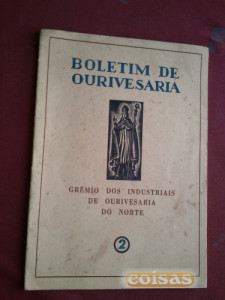 BOLETIM DE
OURIVESARIA
GRÉMIO DOS INDUSTRIAIS
DE OURIVESARIA
DO NORTE
2
coisas